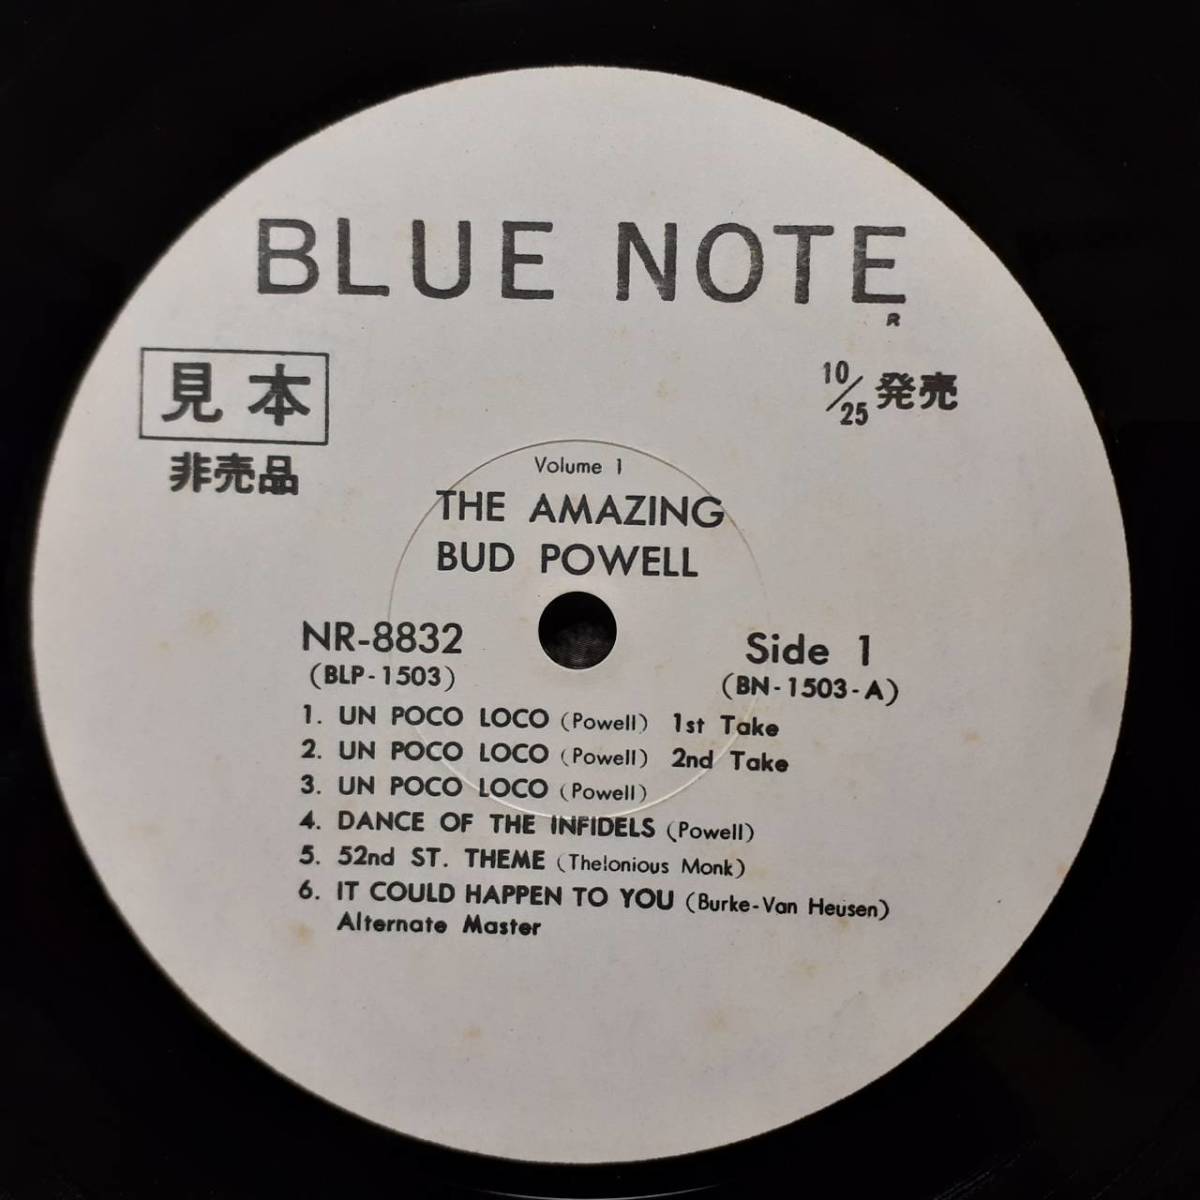 BLUE NOTE
R
見本
非売品
10/25 発売
Volume 1
THE AMAZING
BUD POWELL
NR-8832
(BLP-1503)
Side 1
(BN-1503-A)
1. UN POCO LOCO (Powell) 1st Take
2. UN POCO LOCO (Powell) 2nd Take
3. UN POCO LOCO (Powell)
4. DANCE OF THE INFIDELS (Powell)
5. 52nd ST. THEME (Thelonious Monk)
6. IT COULD HAPPEN TO YOU (Burke-Van Heusen)
Alternate Master